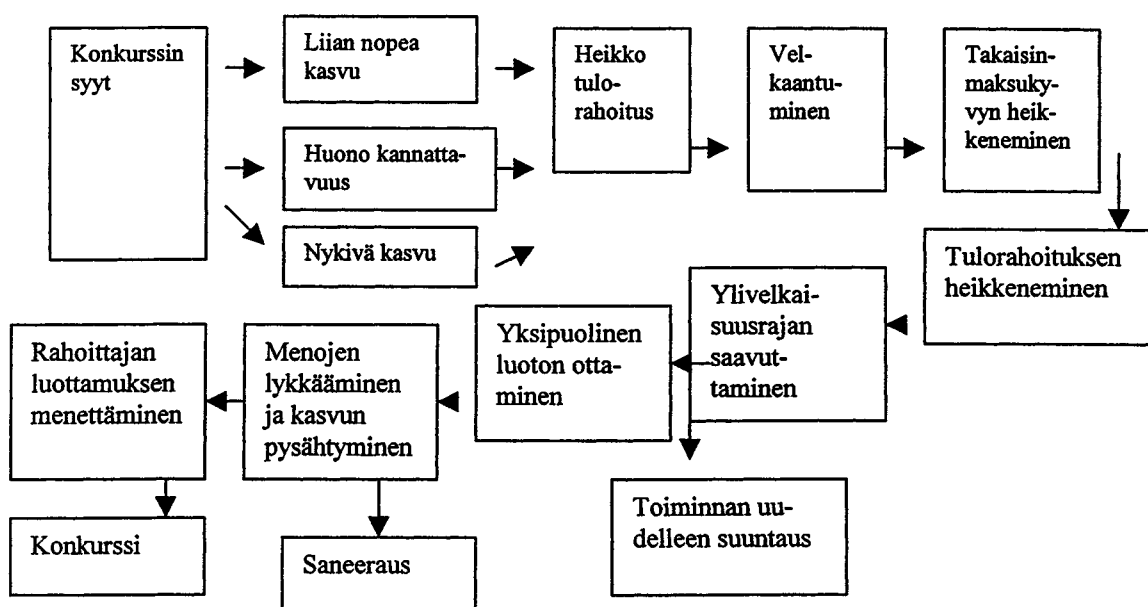 Konkurssin
syyt
Liian nopea
kasvu
Huono kannatta-
vuus
Nykivä kasvu
Heikko
tulo-
rahoitus
Vel-
kaantu-
minen
Takaisin-
maksuky-
vyn heik-
keneminen
Tulorahoituksen
heikkeneminen
Ylivelkai-
suusrajan
saavut-
taminen
Yksipuolinen
luoton otta-
minen
Menojen
lykkääminen
ja kasvun
pysähtyminen
Rahoittajan
luottamuksen
menettäminen
Konkurssi
Saneeraus
Toiminnan uu-
delleen suuntaus